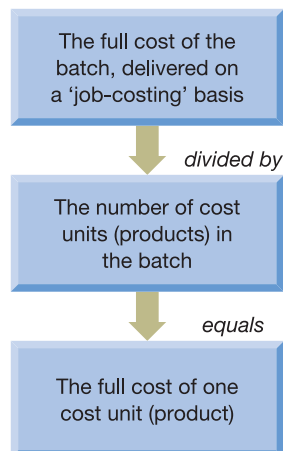 The full cost of the
batch, delivered on
a ‘job-costing’ basis
divided by
The number of cost
units (products) in
the batch
equals
The full cost of one
cost unit (product)